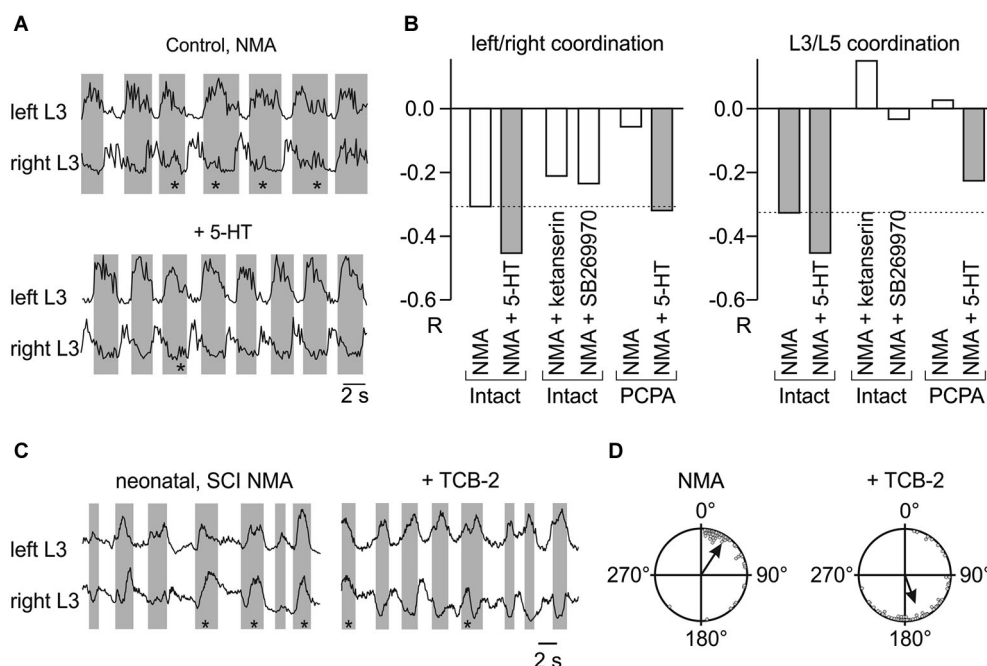 A
Control, NMA
left L3
right L3
* * * *
+ 5-HT
left L3
right L3
*
2 s
B
left/right coordination
0.0
-0.2
-0.4
-0.6
R
NMA
NMA + 5-HT
NMA + ketanserin
NMA + SB269970
NMA
NMA + 5-HT
Intact
Intact
PCPA
L3/L5 coordination
0.0
-0.2
-0.4
-0.6
R
NMA
NMA + 5-HT
NMA + ketanserin
NMA + SB269970
NMA
NMA + 5-HT
Intact
Intact
PCPA
C
neonatal, SCI NMA
+ TCB-2
left L3
right L3
* * * * *
2 s
D
NMA
0°
270° 90°
180°
+ TCB-2
0°
270° 90°
180°